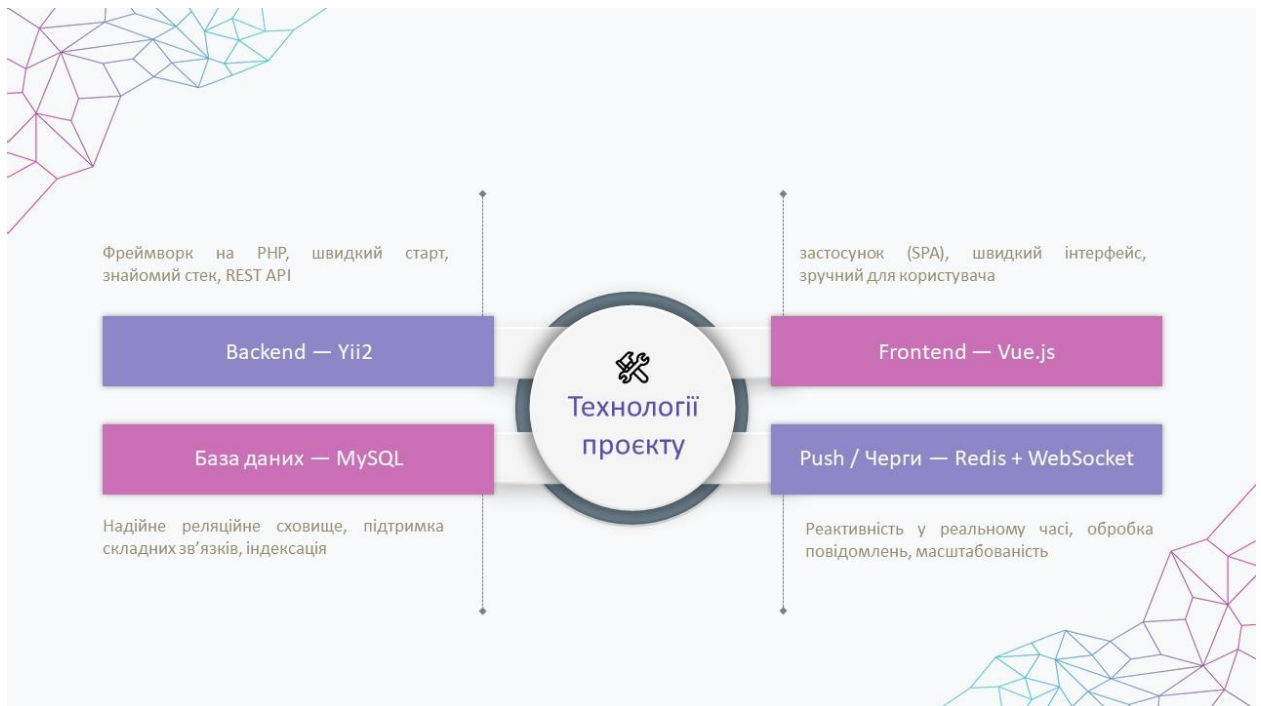 Фреймворк на PHP, швидкий старт,
знайомий стек, REST API
застосунок (SPA), швидкий інтерфейс,
зручний для користувача
Backend — Yii2
Frontend — Vue.js
Технології
проєкту
База даних — MySQL
Push / Черги — Redis + WebSocket
Надійне реляційне сховище, підтримка
складних зв’язків, індексація
Реактивність у реальному часі, обробка
повідомлень, масштабованість